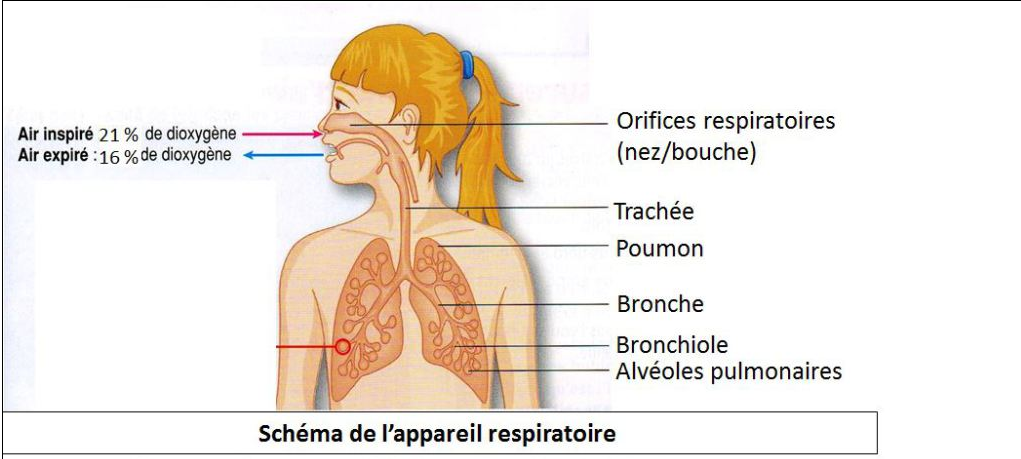 Air inspiré 21 % de dioxygène
Air expiré : 16 % de dioxygène
Orifices respiratoires
(nez/bouche)
Trachée
Poumon
Bronche
Bronchiole
Alvéoles pulmonaires
Schéma de l'appareil respiratoire